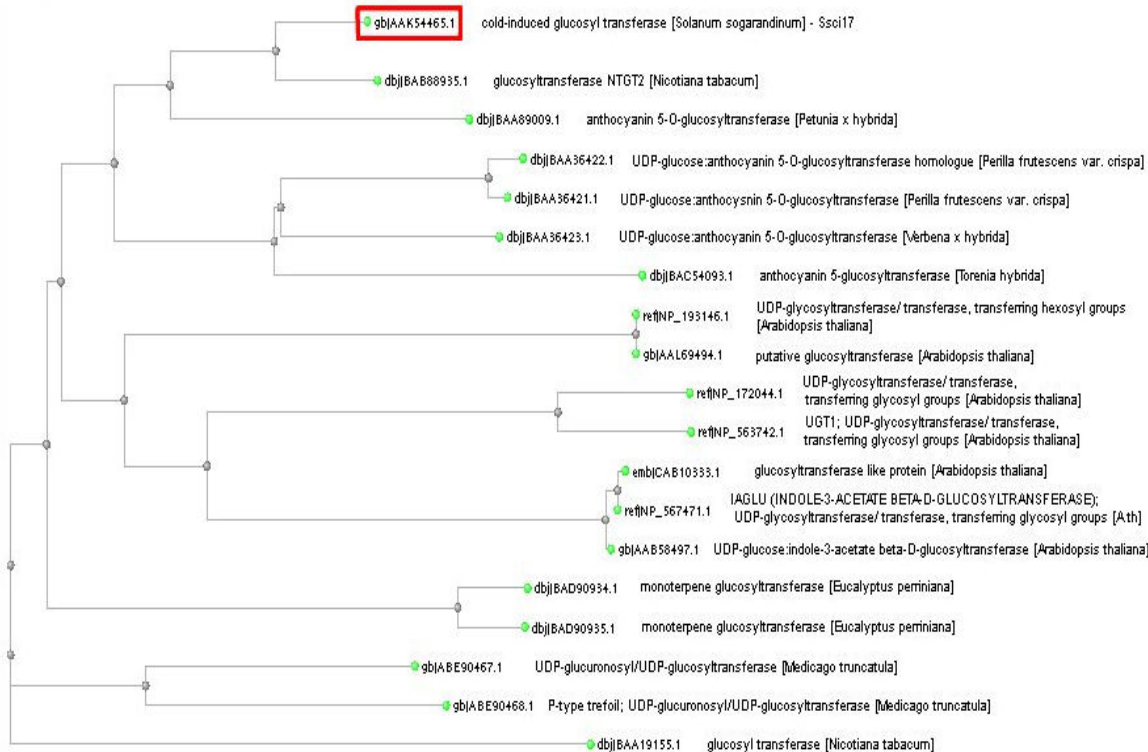 gb|AAK54465.1 cold-induced glucosyl transferase [Solanum sogarandinum] - Ssci17
dbj|BAB88935.1 glucosyltransferase NTGT2 [Nicotiana tabacum]
dbj|BAA89009.1 anthocyanin 5-O-glucosyltransferase [Petunia x hybrida]
dbj|BAA36422.1 UDP-glucose:anthocyanin 5-O-glucosyltransferase homologue [Perilla frutescens var. crispa]
dbj|BAA36421.1 UDP-glucose:anthocysnin 5-O-glucosyltransferase [Perilla frutescens var. crispa]
dbj|BAA36423.1 UDP-glucose:anthocyanin 5-O-glucosyltransferase [Verbena x hybrida]
dbj|BAC54093.1 anthocyanin 5-glucosyltransferase [Torenia hybrida]
ref|NP_193146.1 UDP-glycosyltransferase/ transferase, transferring hexosyl groups
[Arabidopsis thaliana]
gb|AAL69494.1 putative glucosyltransferase [Arabidopsis thaliana]
ref|NP_172044.1 UDP-glycosyltransferase/ transferase,
transferring glycosyl groups [Arabidopsis thaliana]
ref|NP_563742.1 UGT1; UDP-glycosyltransferase/ transferase,
transferring glycosyl groups [Arabidopsis thaliana]
emb|CAB10333.1 glucosyltransferase like protein [Arabidopsis thaliana]
ref|NP_567471.1 IAGLU (INDOLE-3-ACETATE BETA-D-GLUCOSYLTRANSFERASE);
UDP-glycosyltransferase/ transferase, transferring glycosyl groups [A.th]
gb|AAB58497.1 UDP-glucose:indole-3-acetate beta-D-glucosyltransferase [Arabidopsis thaliana]
dbj|BAD90934.1 monoterpene glucosyltransferase [Eucalyptus perriniana]
dbj|BAD90935.1 monoterpene glucosyltransferase [Eucalyptus perriniana]
gb|ABE90467.1 UDP-glucuronosyl/UDP-glucosyltransferase [Medicago truncatula]
gb|ABE90468.1 P-type trefoil; UDP-glucuronosyl/UDP-glucosyltransferase [Medicago truncatula]
dbj|BAA19155.1 glucosyl transferase [Nicotiana tabacum]